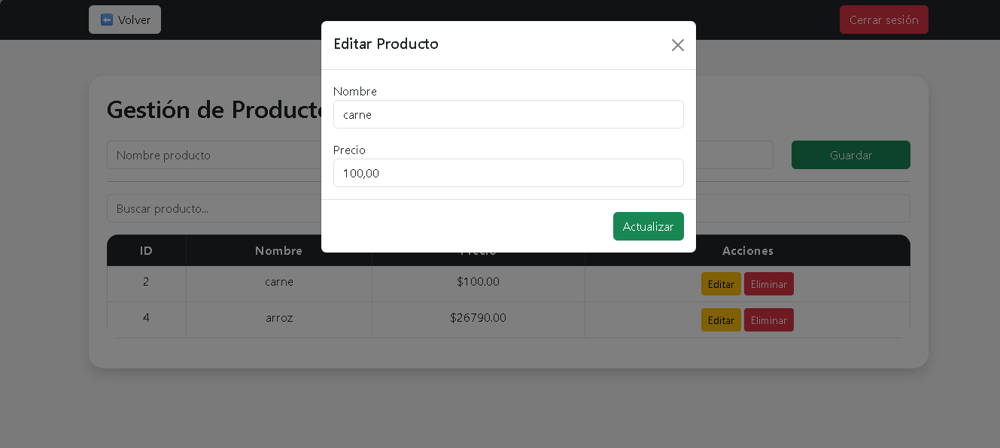 ⬅️ Volver
Cerrar sesión
Editar Producto
Nombre
carne
Precio
100,00
Actualizar
Gestión de Product
Nombre producto
Guardar
Buscar producto...
ID Nombre Precio Acciones
2 carne $100.00 Editar Eliminar
4 arroz $26790.00 Editar Eliminar